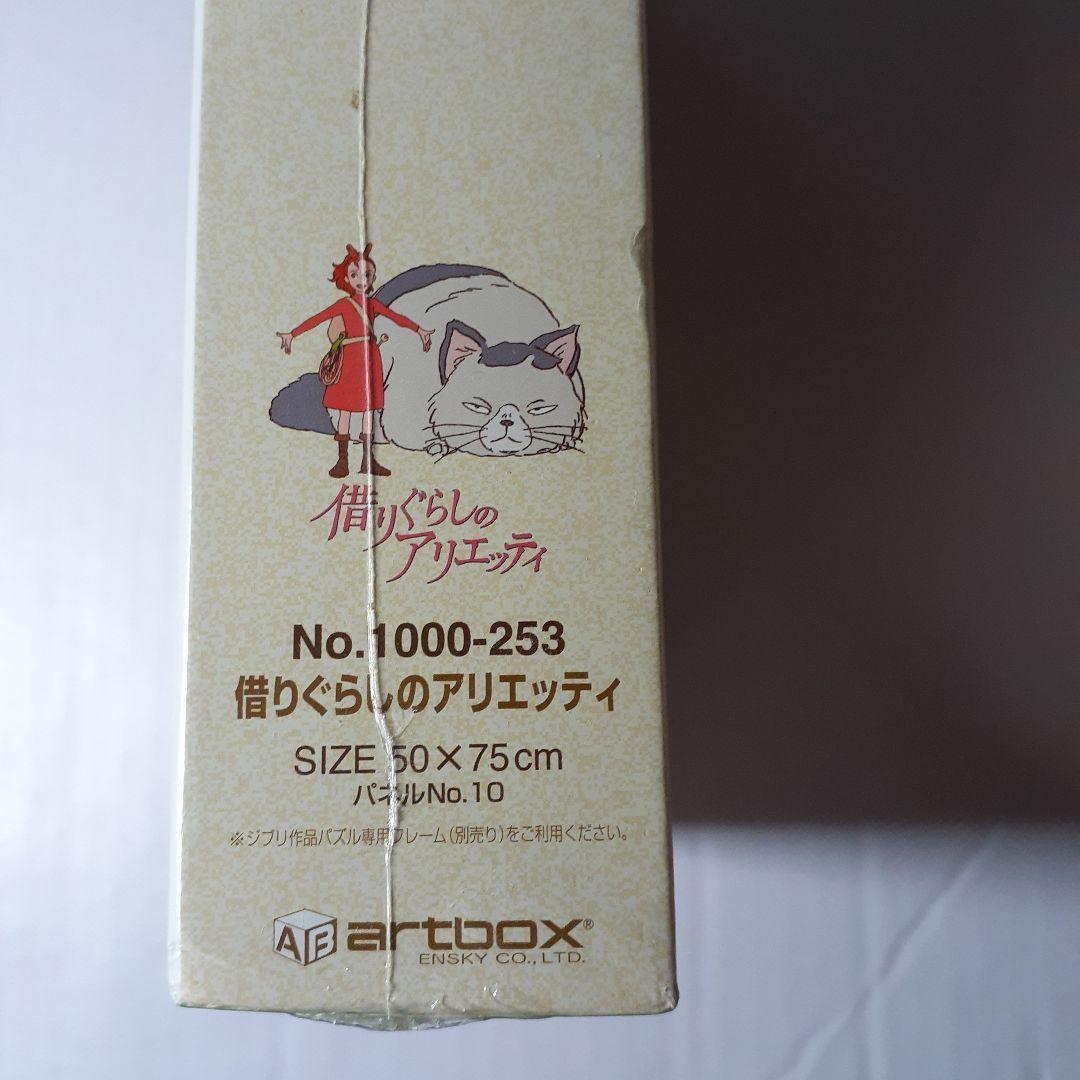 借りぐらしの
アリエッティ
No.1000-253
借りぐらしのアリエッティ
SIZE 50×75cm
パネルNo.10
※ジブリ作品パズル専用フレーム(別売り)をご利用ください。
AB artbox®
ENSKY CO.,LTD.